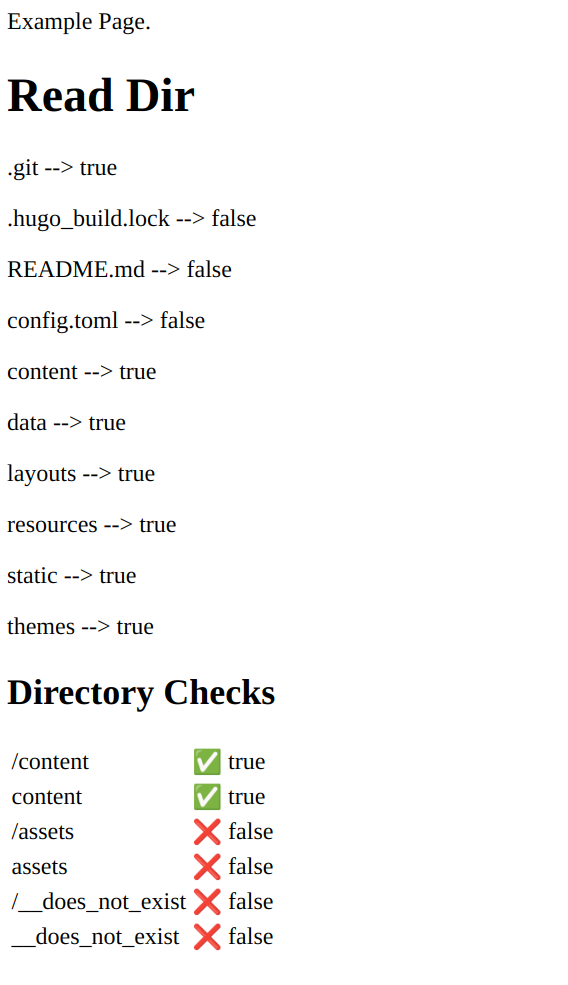 Example Page.
Read Dir
.git --> true
.hugo_build.lock --> false
README.md --> false
config.toml --> false
content --> true
data --> true
layouts --> true
resources --> true
static --> true
themes --> true
Directory Checks
/content ✅ true
content ✅ true
/assets ❌ false
assets ❌ false
/__does_not_exist ❌ false
__does_not_exist ❌ false